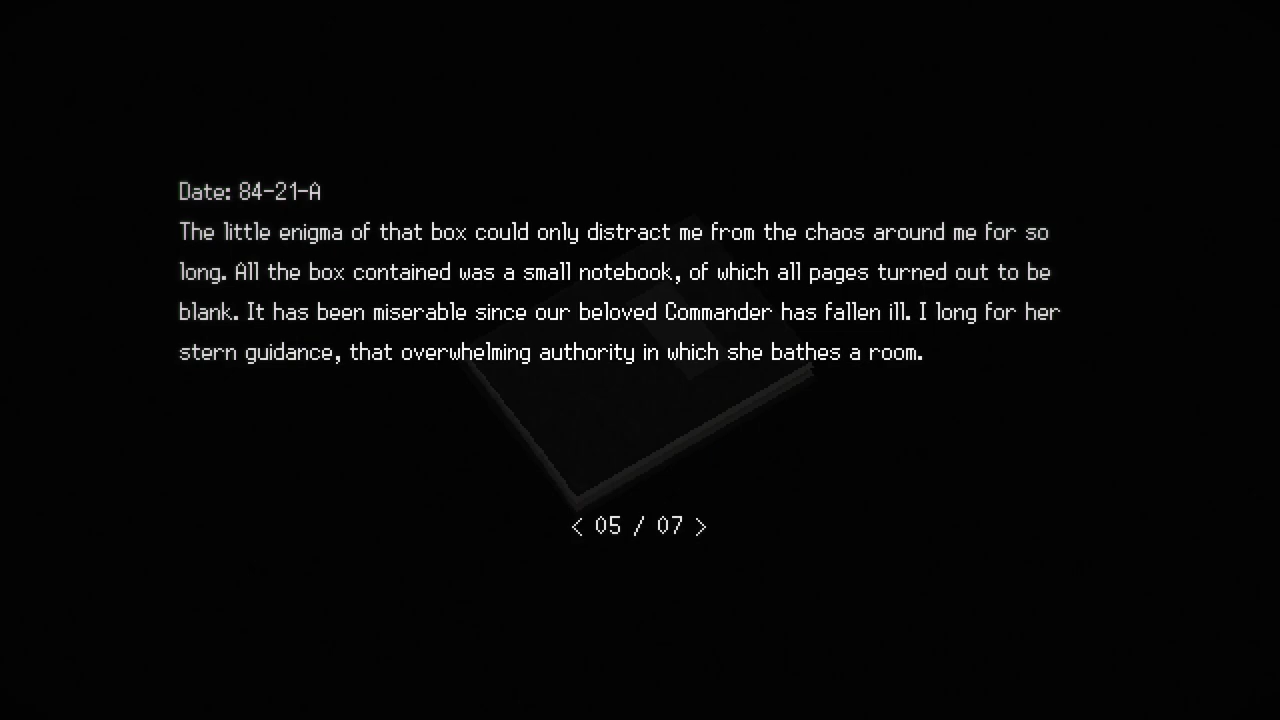 Date: 84-21-A
The little enigma of that box could only distract me from the chaos around me for so
long. All the box contained was a small notebook, of which all pages turned out to be
blank. It has been miserable since our beloved Commander has fallen ill. I long for her
stern guidance, that overwhelming authority in which she bathes a room.
< 05 / 07 >